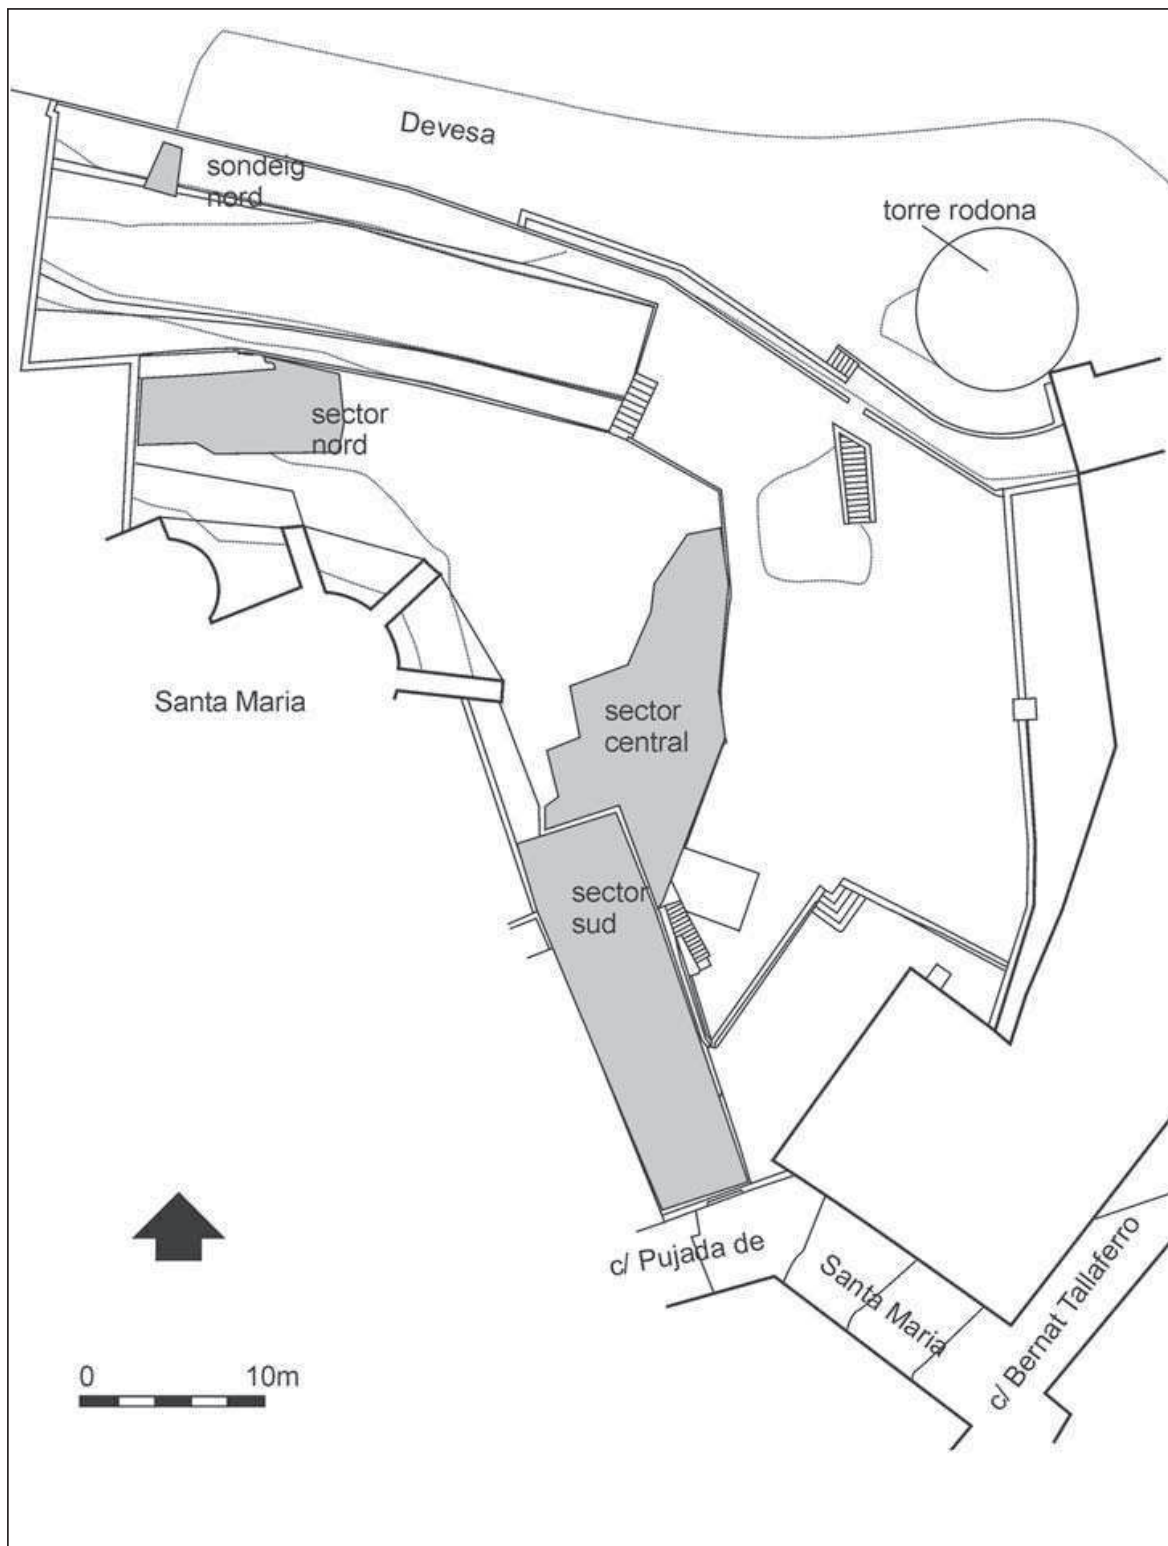 Devesa
sondeig
nord
torre rodona
sector
nord
Santa Maria
sector
central
sector
sud
c/ Pujada de
Santa Maria
c/ Bernat Tallaferro
0 10m